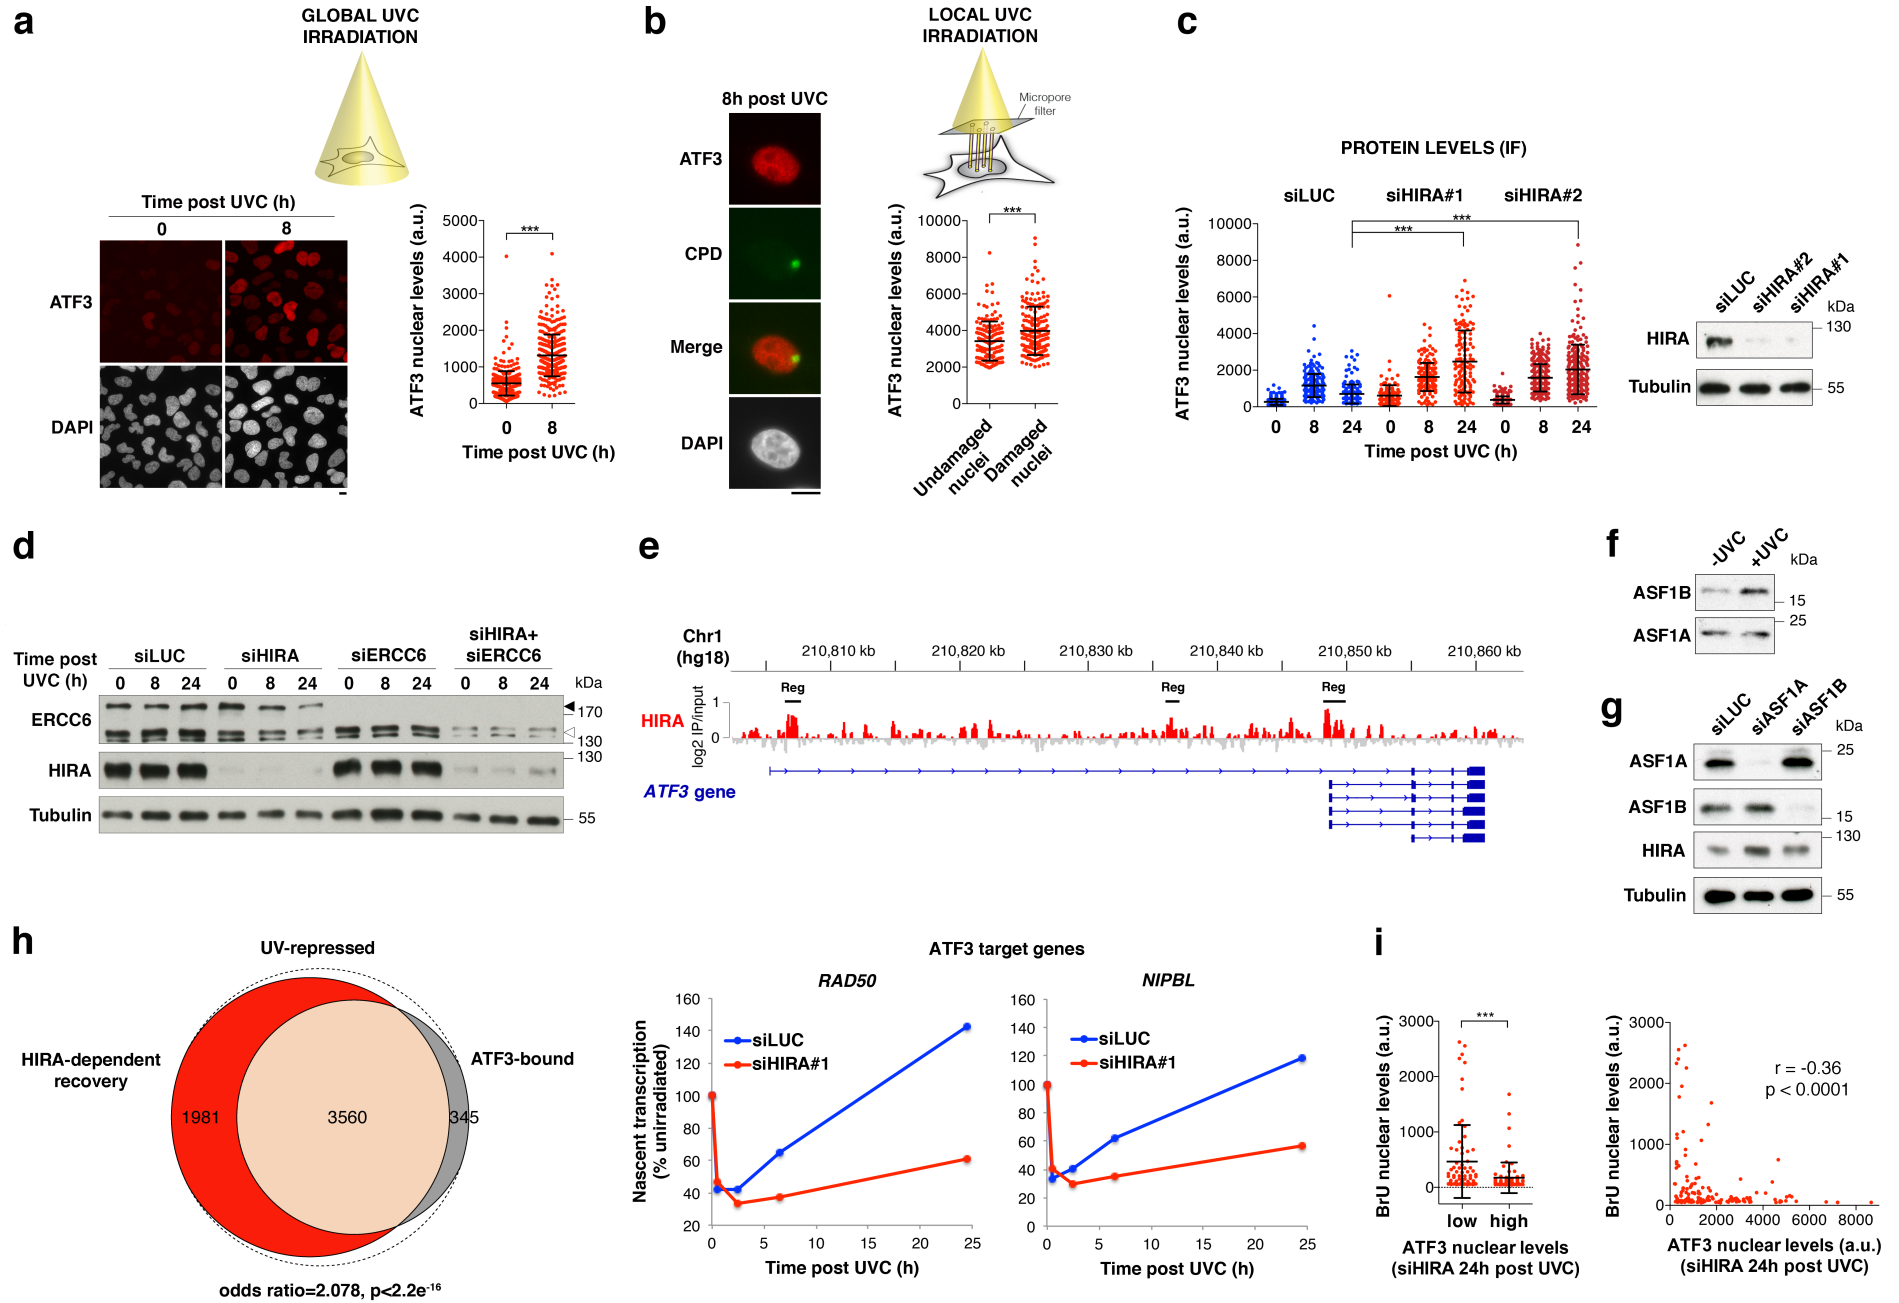 a
GLOBAL UVC
IRRADIATION
Time post UVC (h)
0 8
ATF3
DAPI
ATF3 nuclear levels (a.u.)
5000
4000
3000
2000
1000
0
***
0 8
Time post UVC (h)
b
LOCAL UVC
IRRADIATION
Micropore
filter
8h post UVC
ATF3
CPD
Merge
DAPI
ATF3 nuclear levels (a.u.)
10000
8000
6000
4000
2000
0
***
Undamaged
nuclei
Damaged
nuclei
c
PROTEIN LEVELS (IF)
siLUC siHIRA#1 siHIRA#2
ATF3 nuclear levels (a.u.)
10000
8000
6000
4000
2000
0
***
***
0 8 24 0 8 24 0 8 24
Time post UVC (h)
siLUC siHIRA#2 siHIRA#1
kDa
HIRA 130
Tubulin 55
d
Time post
UVC (h)
siLUC siHIRA siERCC6 siHIRA+
siERCC6
0 8 24 0 8 24 0 8 24 0 8 24
kDa
ERCC6
170
130
HIRA 130
Tubulin 55
e
Chr1
(hg18)
210,810 kb 210,820 kb 210,830 kb 210,840 kb 210,850 kb 210,860 kb
Reg Reg Reg
HIRA
log2 IP/input
1
0
ATF3 gene
f
-UVC +UVC
kDa
ASF1B 15
ASF1A 25
g
siLUC siASF1A siASF1B
kDa
ASF1A 25
ASF1B 15
HIRA 130
Tubulin 55
h
UV-repressed
HIRA-dependent
recovery
ATF3-bound
1981 3560 345
odds ratio=2.078, p<2.2e-16
ATF3 target genes
RAD50
Nascent transcription
(% unirradiated)
160
140
120
100
80
60
40
20
siLUC
siHIRA#1
0 5 10 15 20 25
Time post UVC (h)
NIPBL
160
140
120
100
80
60
40
20
0
siLUC
siHIRA#1
0 5 10 15 20 25
Time post UVC (h)
i
BrU nuclear levels (a.u.)
3000
2000
1000
0
***
low high
ATF3 nuclear levels
(siHIRA 24h post UVC)
BrU nuclear levels (a.u.)
3000
2000
1000
0
r = -0.36
p < 0.0001
0 2000 4000 6000 8000
ATF3 nuclear levels (a.u.)
(siHIRA 24h post UVC)